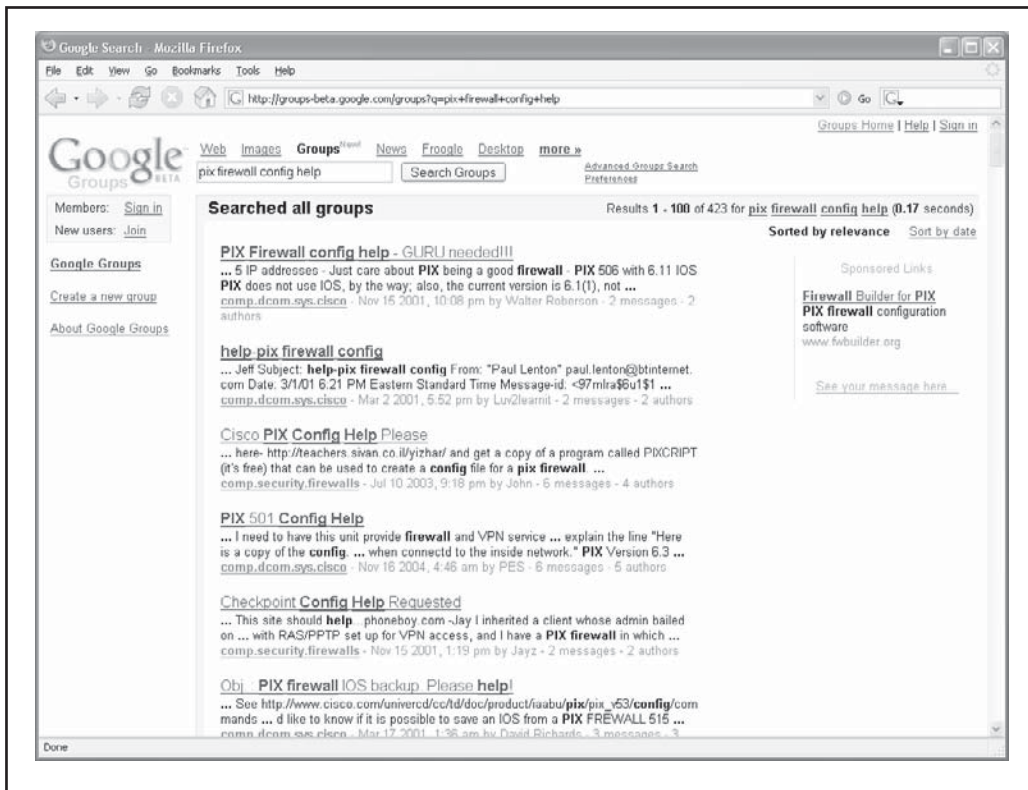 Google Search - Mozilla Firefox
File Edit View Go Bookmarks Tools Help
http://groups-beta.google.com/groups?q=pix+firewall+config+help
Go
Groups Home | Help | Sign in
Google Groups BETA
Web Images Groups New! News Froogle Desktop more »
pix firewall config help
Search Groups
Advanced Groups Search
Preferences
Members: Sign in
New users: Join
Google Groups
Create a new group
About Google Groups
Searched all groups
Results 1 - 100 of 423 for pix firewall config help (0.17 seconds)
Sorted by relevance Sort by date
PIX Firewall config help - GURU needed!!!
... 5 IP addresses - Just care about PIX being a good firewall - PIX 506 with 6.11 IOS
PIX does not use IOS, by the way; also, the current version is 6.1(1), not ...
comp.dcom.sys.cisco - Nov 15 2001, 10:08 pm by Walter Roberson - 2 messages - 2
authors
help-pix firewall config
... Jeff Subject: help-pix firewall config From: "Paul Lenton" paul.lenton@btinternet.
com Date: 3/1/01 6:21 PM Eastern Standard Time Message-id: <97mlra$6u1$1 ...
comp.dcom.sys.cisco - Mar 2 2001, 5:52 pm by Luv2learnit - 2 messages - 2 authors
Cisco PIX Config Help Please
... here- http://teachers.sivan.co.il/yizhar/ and get a copy of a program called PIXCRIPT
(it's free) that can be used to create a config file for a pix firewall. ...
comp.security.firewalls - Jul 10 2003, 9:18 pm by John - 6 messages - 4 authors
PIX 501 Config Help
... I need to have this unit provide firewall and VPN service ... explain the line "Here
is a copy of the config. ... when connectd to the inside network." PIX Version 6.3 ...
comp.dcom.sys.cisco - Nov 16 2004, 4:46 am by PES - 6 messages - 5 authors
Checkpoint Config Help Requested
... This site should help...phoneboy.com -Jay I inherited a client whose admin bailed
on ... with RAS/PPTP set up for VPN access, and I have a PIX firewall in which ...
comp.security.firewalls - Nov 15 2001, 1:19 pm by Jayz - 2 messages - 2 authors
Obj : PIX firewall IOS backup. Please help!
... See http://www.cisco.com/univercd/cc/td/doc/product/iaabu/pix/pix_v53/config/com
mands ... d like to know if it is possible to save an IOS from a PIX FIREWALL 515 ...
comp.dcom.sys.cisco - Mar 17 2001, 1:36 am by David Richards - 3 messages - 3
Sponsored Links
Firewall Builder for PIX
PIX firewall configuration
software
www.fwbuilder.org
See your message here...
Done